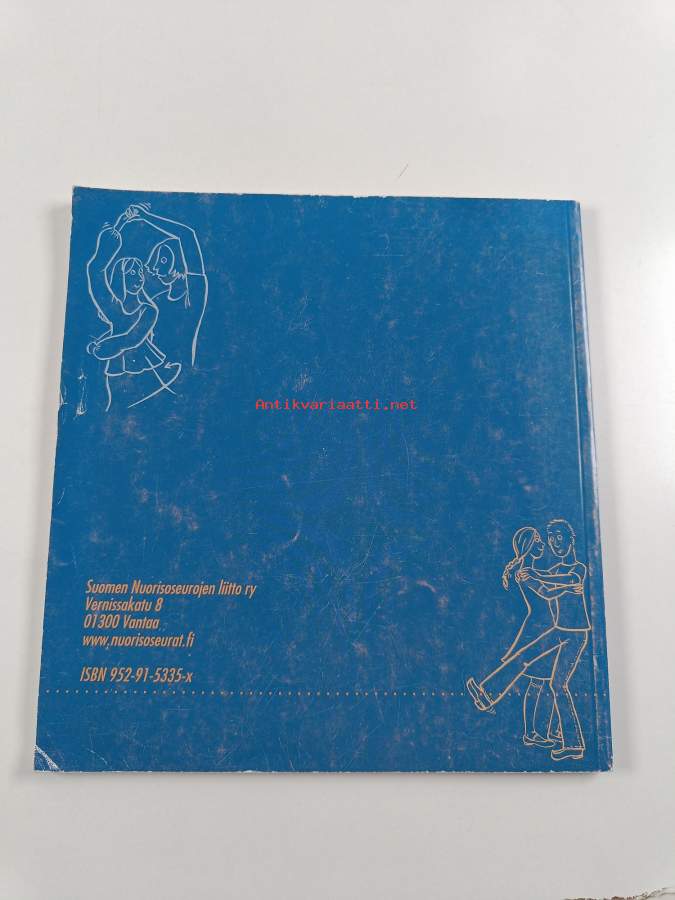 Antikvariaatti.net
Suomen Nuorisoseurojen liitto ry
Vernissakatu 8
01300 Vantaa
www.nuorisoseurat.fi
ISBN 952-91-5335-x